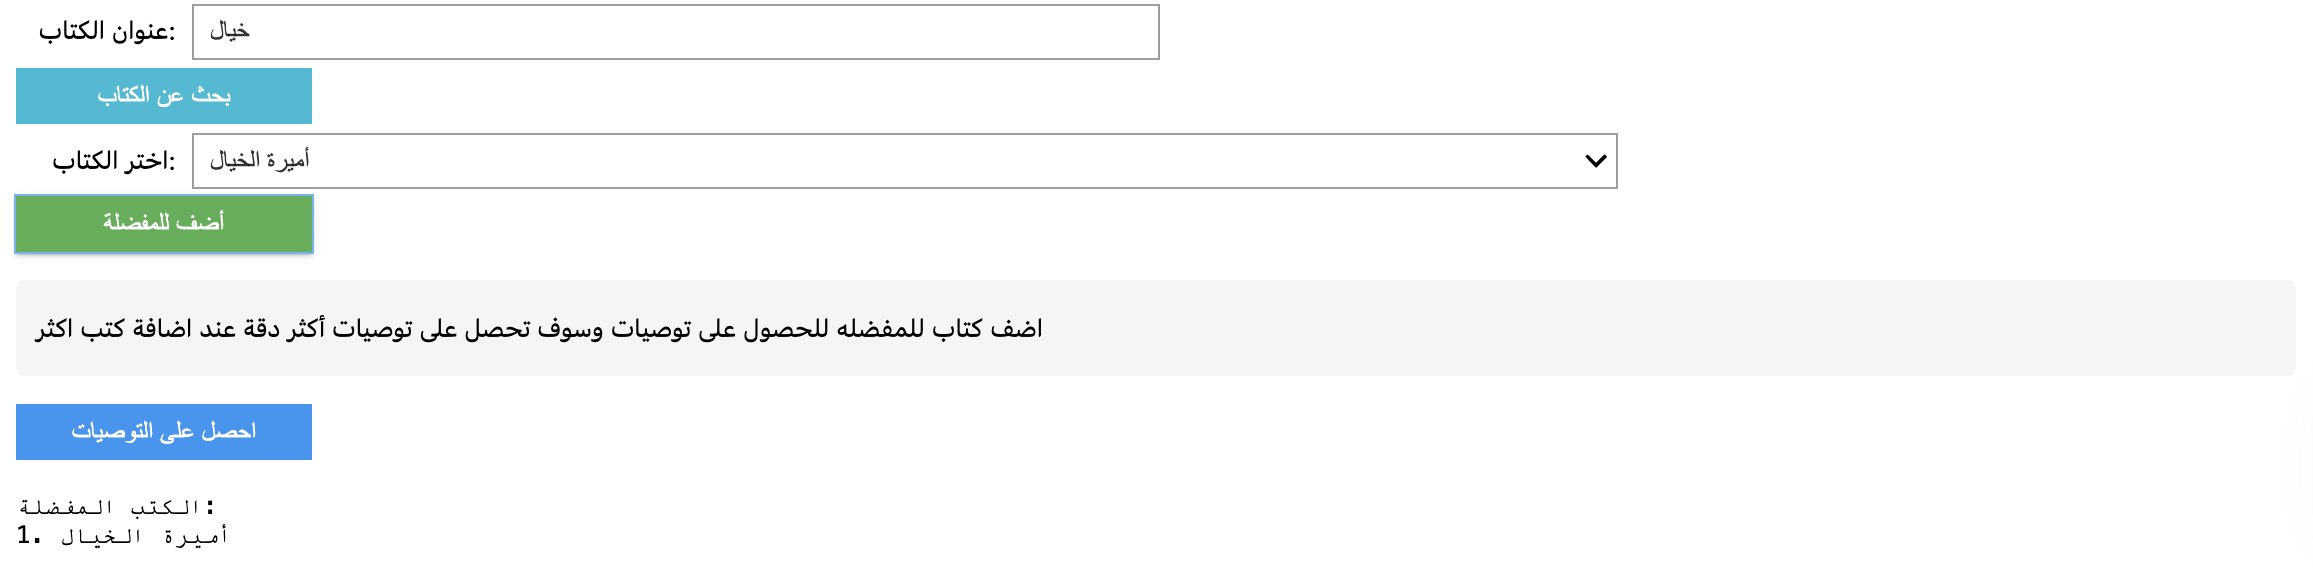 عنوان الكتاب:
خيال
بحث عن الكتاب
اختر الكتاب:
أميرة الخيال
أضف للمفضلة
اضف كتاب للمفضله للحصول على توصيات وسوف تحصل على توصيات أكثر دقة عند اضافة كتب اكثر
احصل على التوصيات
الكتب المفضلة:
1. أميرة الخيال